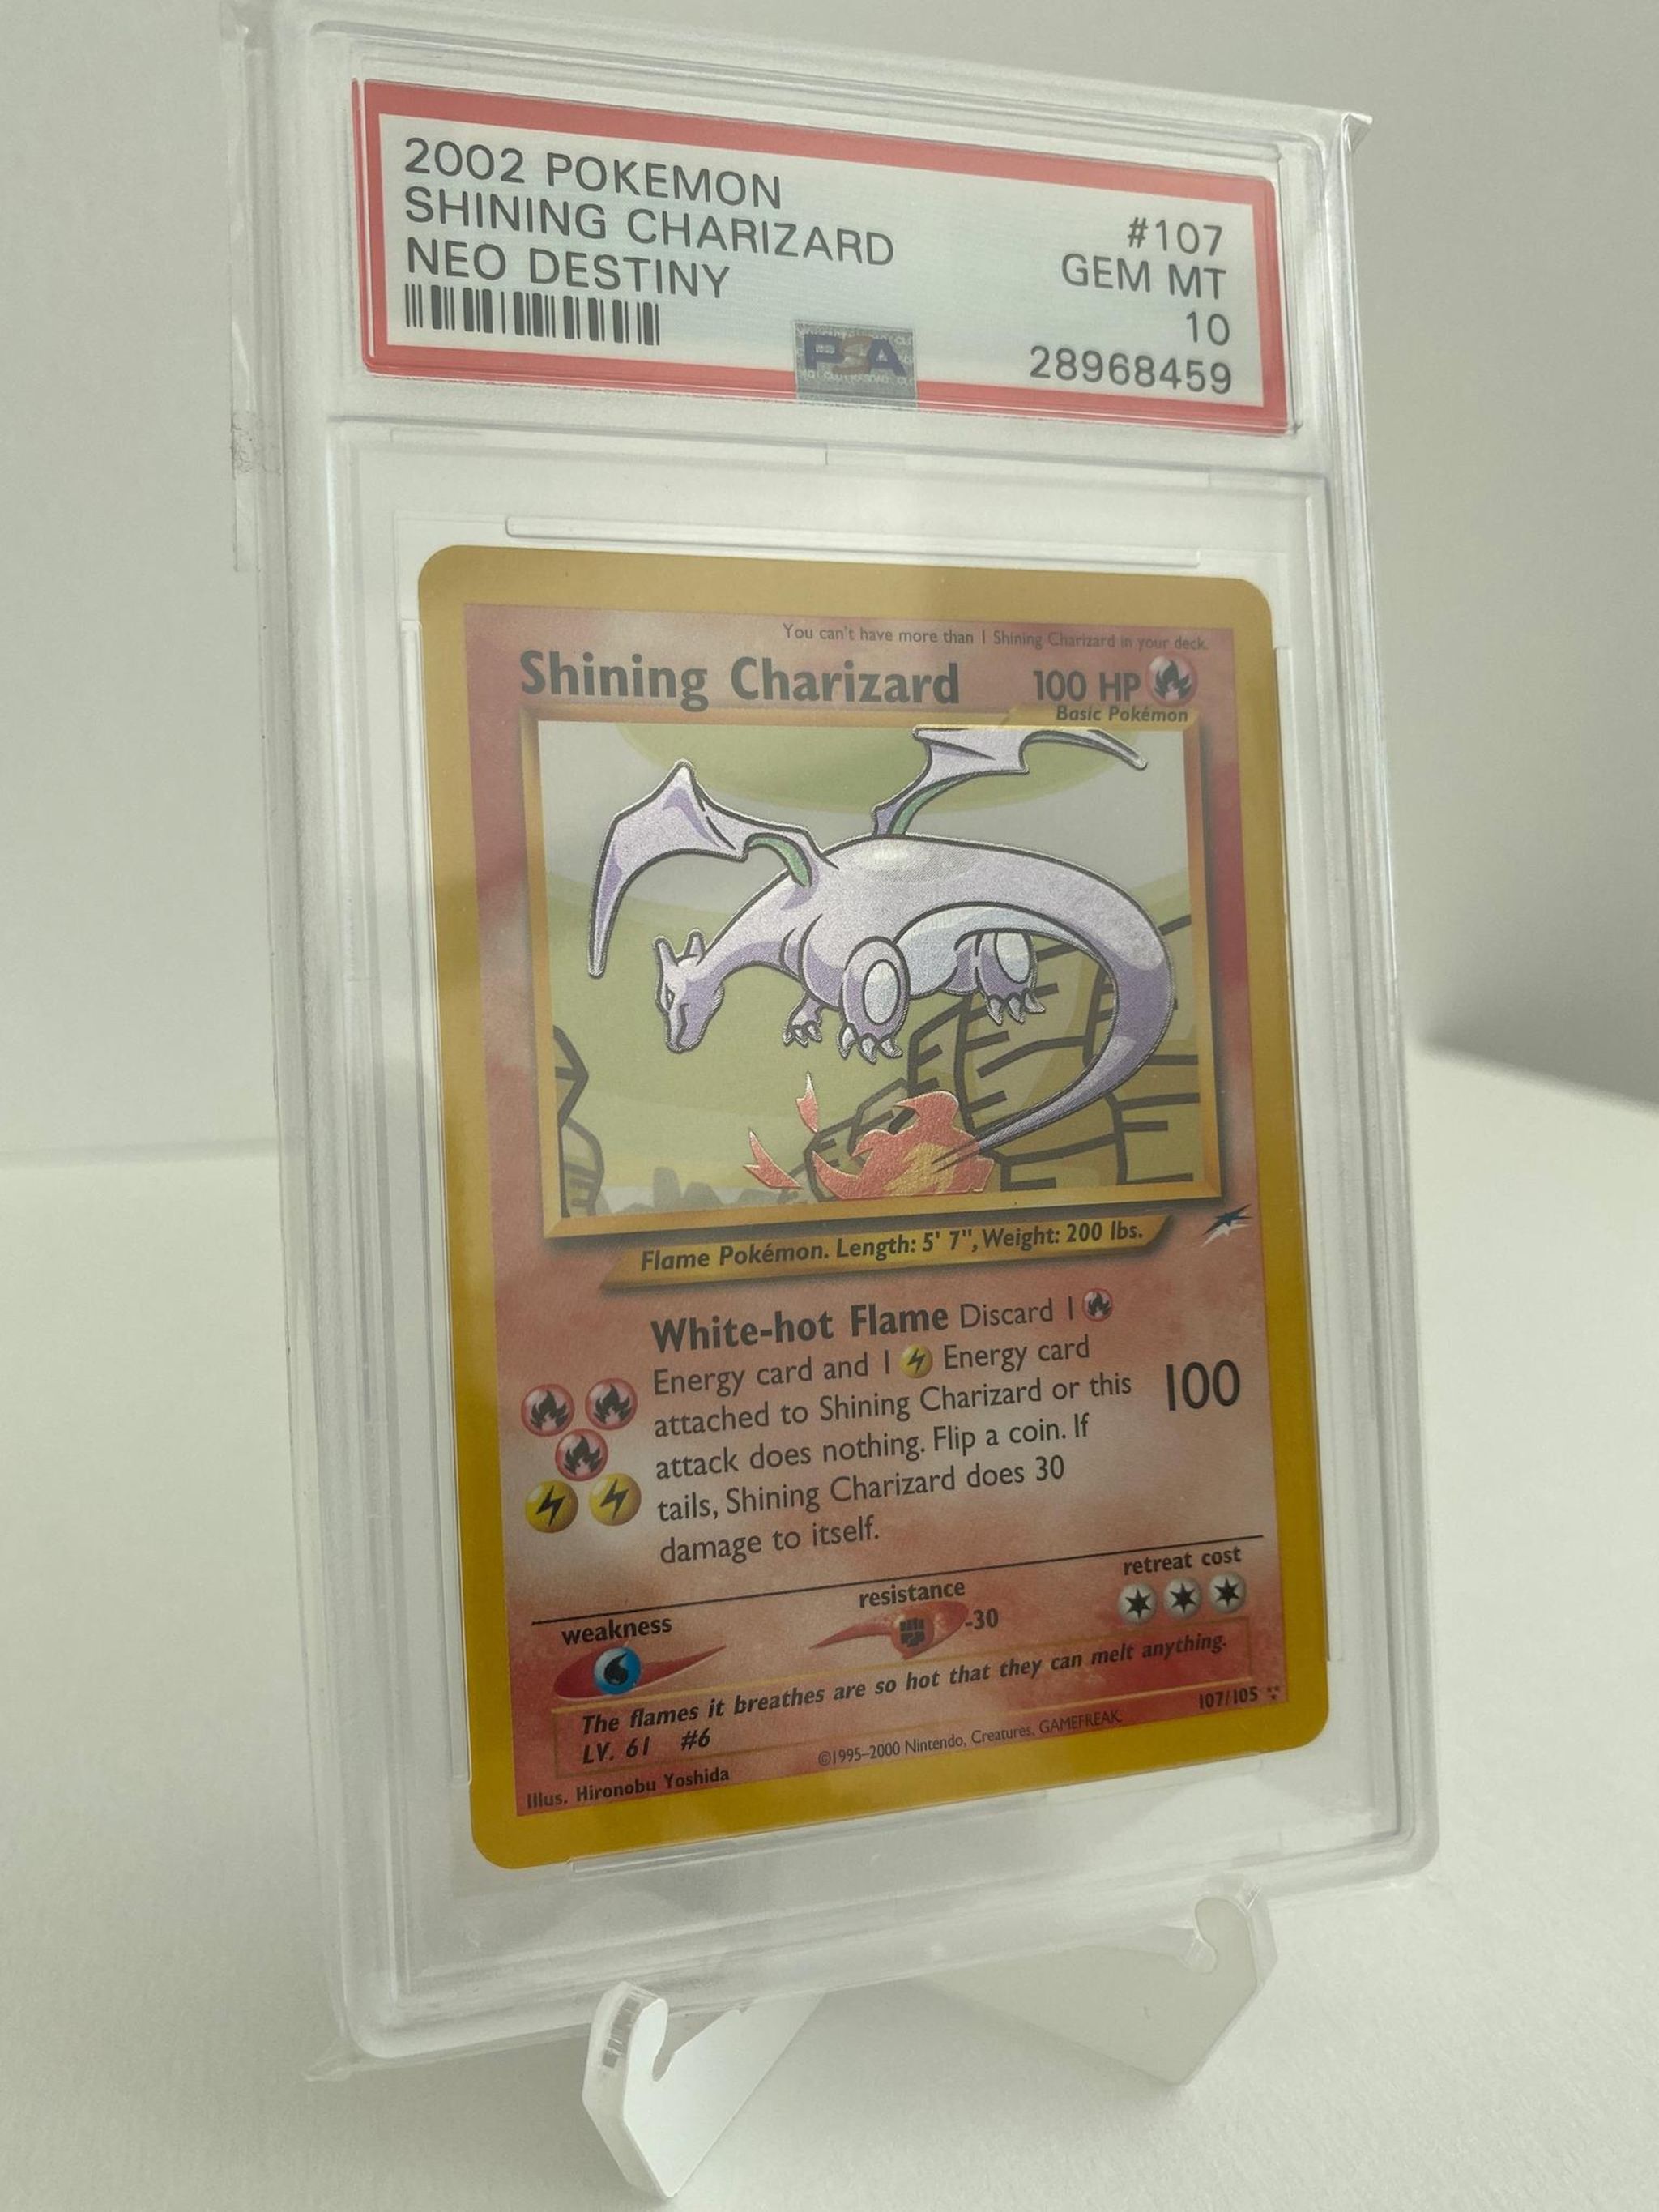 2002 POKEMON #107
SHINING CHARIZARD GEM MT
NEO DESTINY 10
PSA 28968459
You can't have more than 1 Shining Charizard in your deck.
Shining Charizard 100 HP
Basic Pokémon
Flame Pokémon. Length: 5' 7", Weight: 200 lbs.
White-hot Flame Discard 1
Energy card and 1 Energy card
attached to Shining Charizard or this
attack does nothing. Flip a coin. If
tails, Shining Charizard does 30
damage to itself.
100
weakness
resistance
-30
retreat cost
The flames it breathes are so hot that they can melt anything.
LV. 61 #6
107/105
Illus. Hironobu Yoshida
©1995-2000 Nintendo, Creatures, GAMEFREAK.